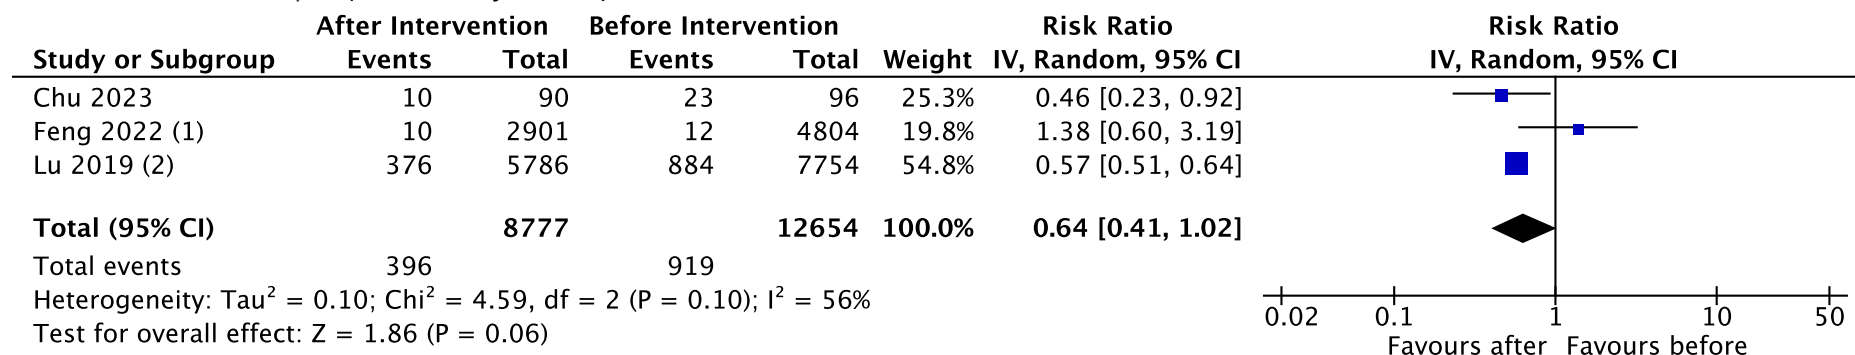 After Intervention Before Intervention Risk Ratio Risk Ratio
Study or Subgroup Events Total Events Total Weight IV, Random, 95% CI IV, Random, 95% CI
Chu 2023 10 90 23 96 25.3% 0.46 [0.23, 0.92]
Feng 2022 (1) 10 2901 12 4804 19.8% 1.38 [0.60, 3.19]
Lu 2019 (2) 376 5786 884 7754 54.8% 0.57 [0.51, 0.64]
Total (95% CI) 8777 12654 100.0% 0.64 [0.41, 1.02]
Total events 396 919
Heterogeneity: Tau² = 0.10; Chi² = 4.59, df = 2 (P = 0.10); I² = 56%
Test for overall effect: Z = 1.86 (P = 0.06)
0.02 0.1 1 10 50
Favours after Favours before